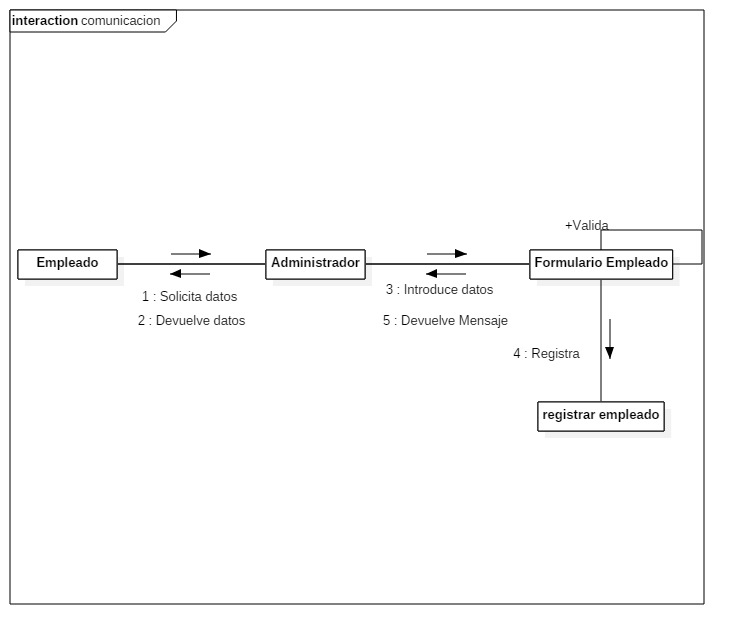 interaction comunicacion
+Valida
Empleado
Administrador
Formulario Empleado
1 : Solicita datos
3 : Introduce datos
2 : Devuelve datos
5 : Devuelve Mensaje
4 : Registra
registrar empleado